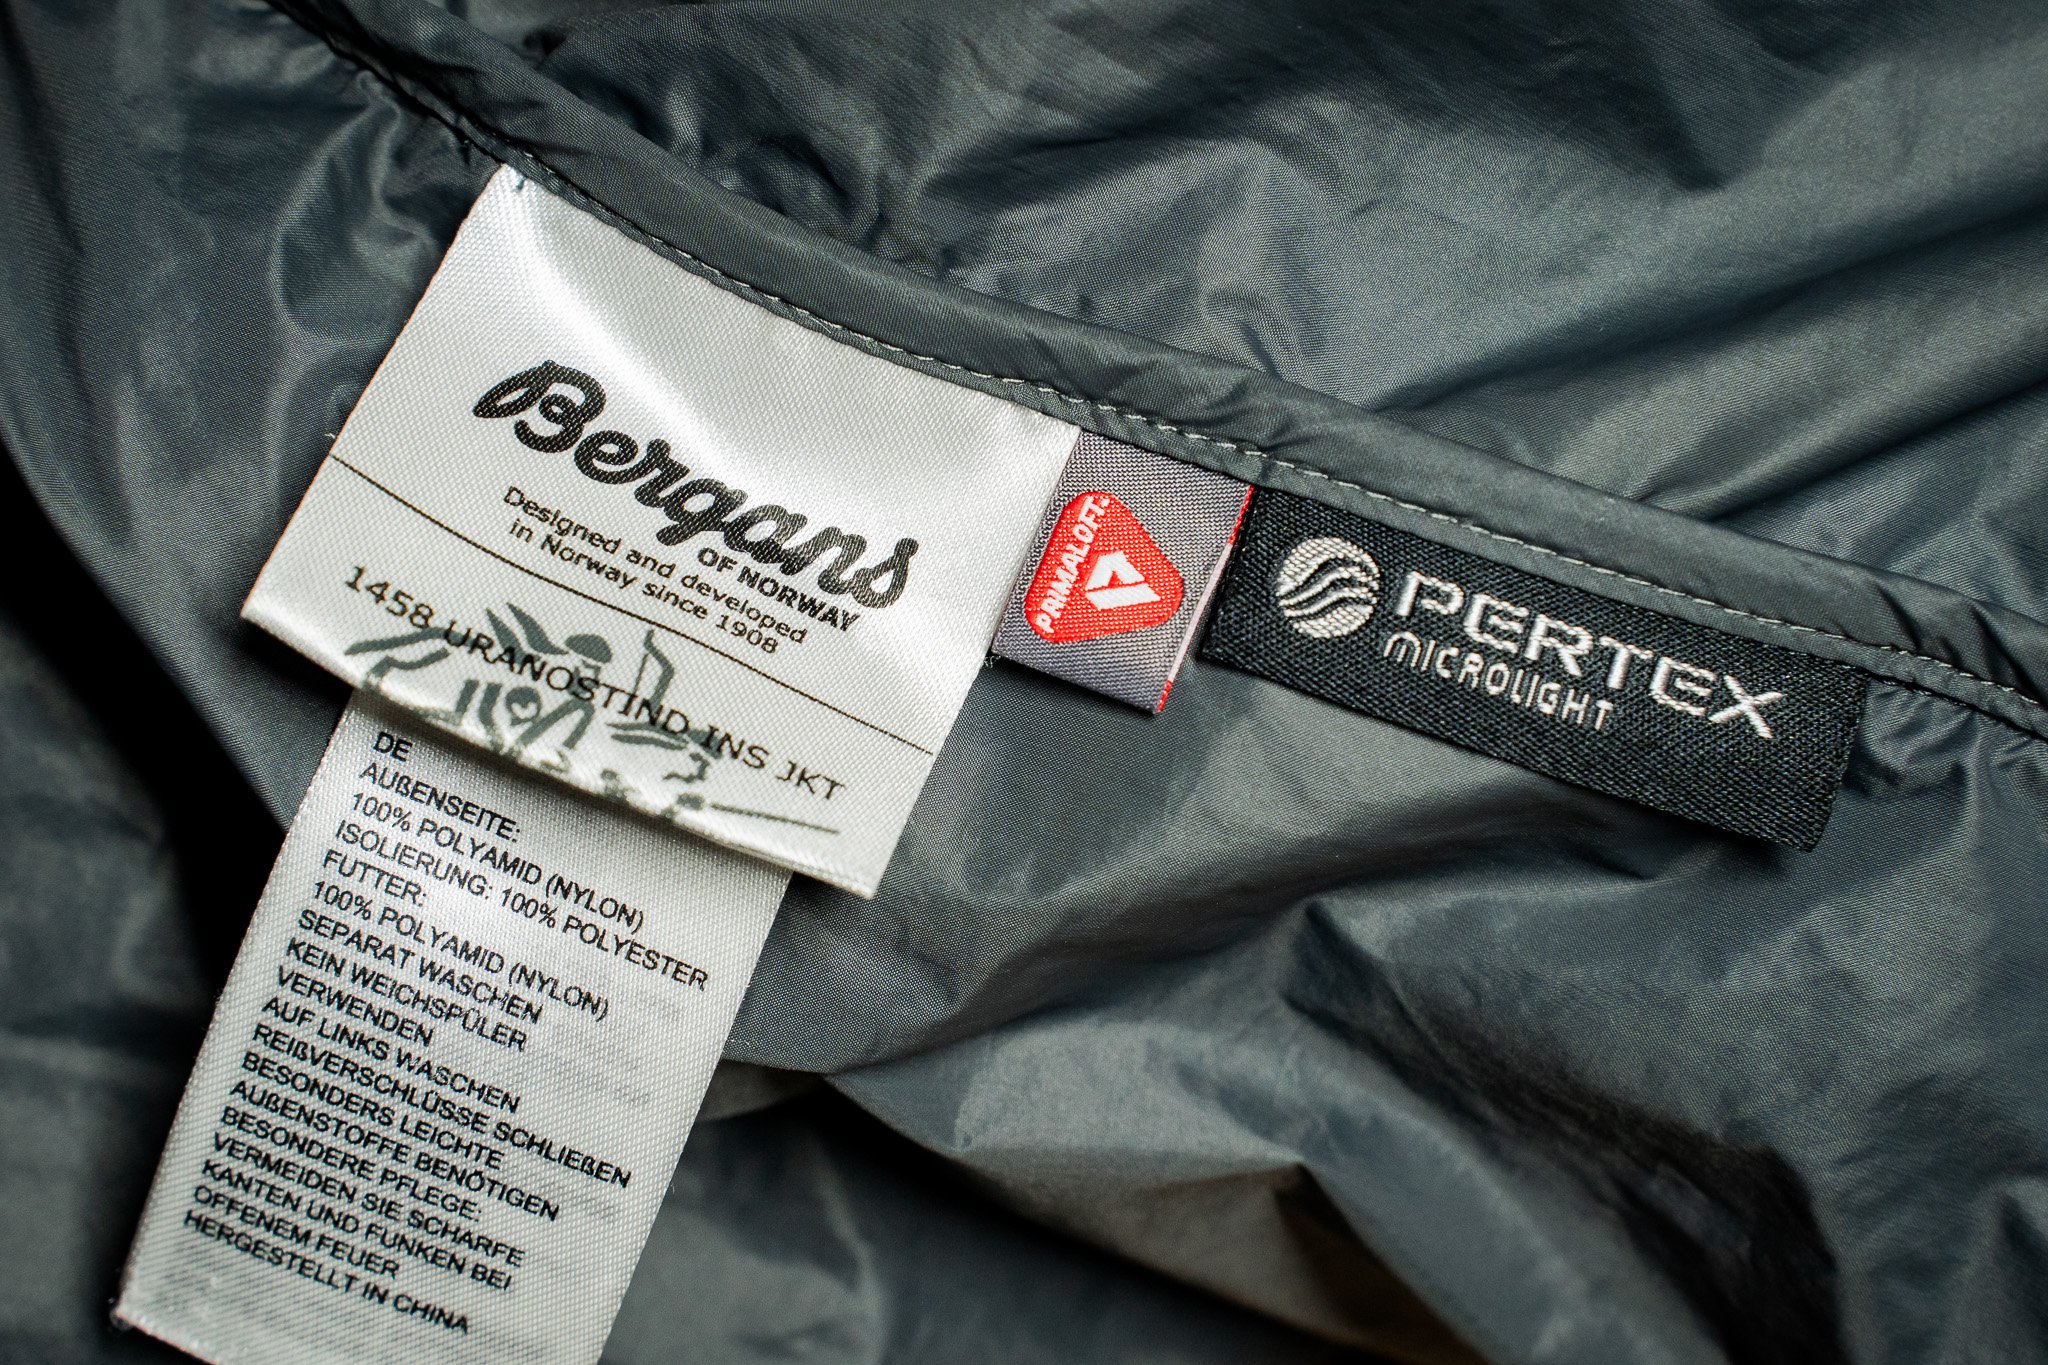 Bergans
OF NORWAY
Designed and developed
in Norway since 1908
1458 URANOSTIND INS JKT
PRIMALOFT
PERTEX
MICROLIGHT
DE
AUßENSEITE:
100% POLYAMID (NYLON)
ISOLIERUNG: 100% POLYESTER
FUTTER:
100% POLYAMID (NYLON)
SEPARAT WASCHEN
KEIN WEICHSPÜLER
VERWENDEN
AUF LINKS WASCHEN
REIßVERSCHLÜSSE SCHLIEßEN
BESONDERS LEICHTE
AUßENSTOFFE BENÖTIGEN
BESONDERE PFLEGE:
VERMEIDEN SIE SCHARFE
KANTEN UND FUNKEN BEI
OFFENEM FEUER
HERGESTELLT IN CHINA